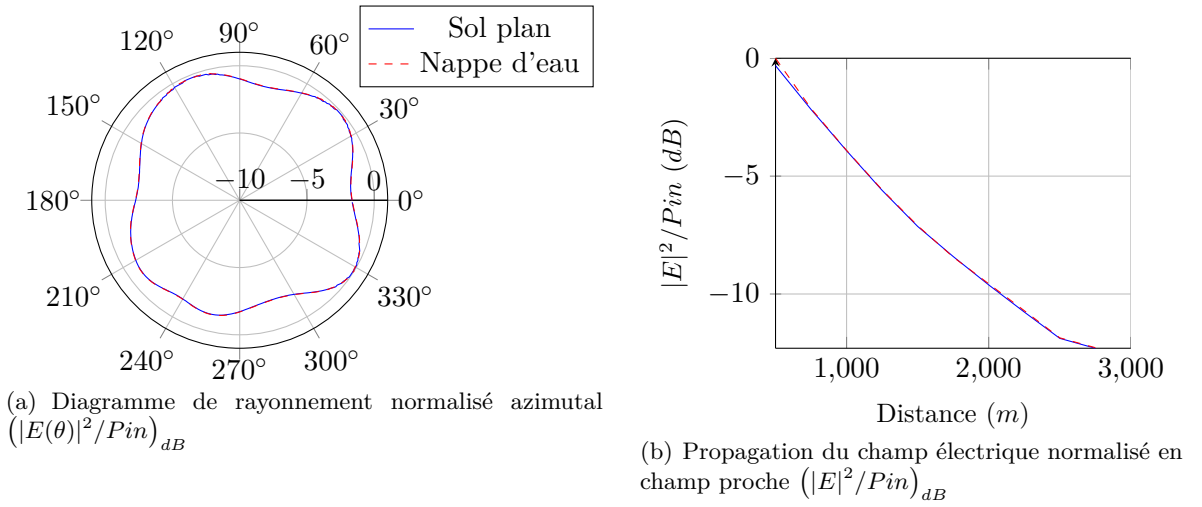 Sol plan
Nappe d'eau
0°
30°
60°
90°
120°
150°
180°
210°
240°
270°
300°
330°
−10
−5
0
(a) Diagramme de rayonnement normalisé azimutal
(|E(θ)|²/Pin)_{dB}
0
−5
−10
|E|²/Pin (dB)
1,000
2,000
3,000
Distance (m)
(b) Propagation du champ électrique normalisé en
champ proche (|E|²/Pin)_{dB}